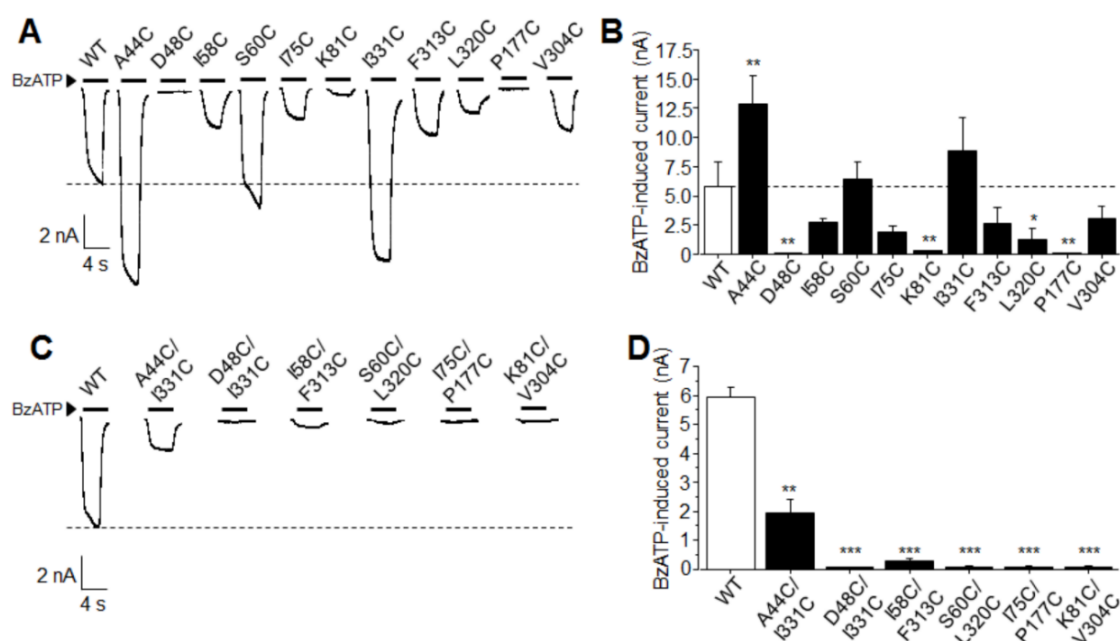 A
WT
A44C
D48C
I58C
S60C
I75C
K81C
I331C
F313C
L320C
P177C
V304C
BzATP
2 nA
4 s
B
BzATP-induced current (nA)
17.5
15.0
12.5
10.0
7.5
5.0
2.5
0
**
**
**
*
**
WT
A44C
D48C
I58C
S60C
I75C
K81C
I331C
F313C
L320C
P177C
V304C
C
WT
A44C/
I331C
D48C/
I331C
I58C/
F313C
S60C/
L320C
I75C/
P177C
K81C/
V304C
BzATP
2 nA
4 s
D
BzATP-induced current (nA)
7
6
5
4
3
2
1
0
**
***
***
***
***
***
WT
A44C/
I331C
D48C/
I331C
I58C/
F313C
S60C/
L320C
I75C/
P177C
K81C/
V304C